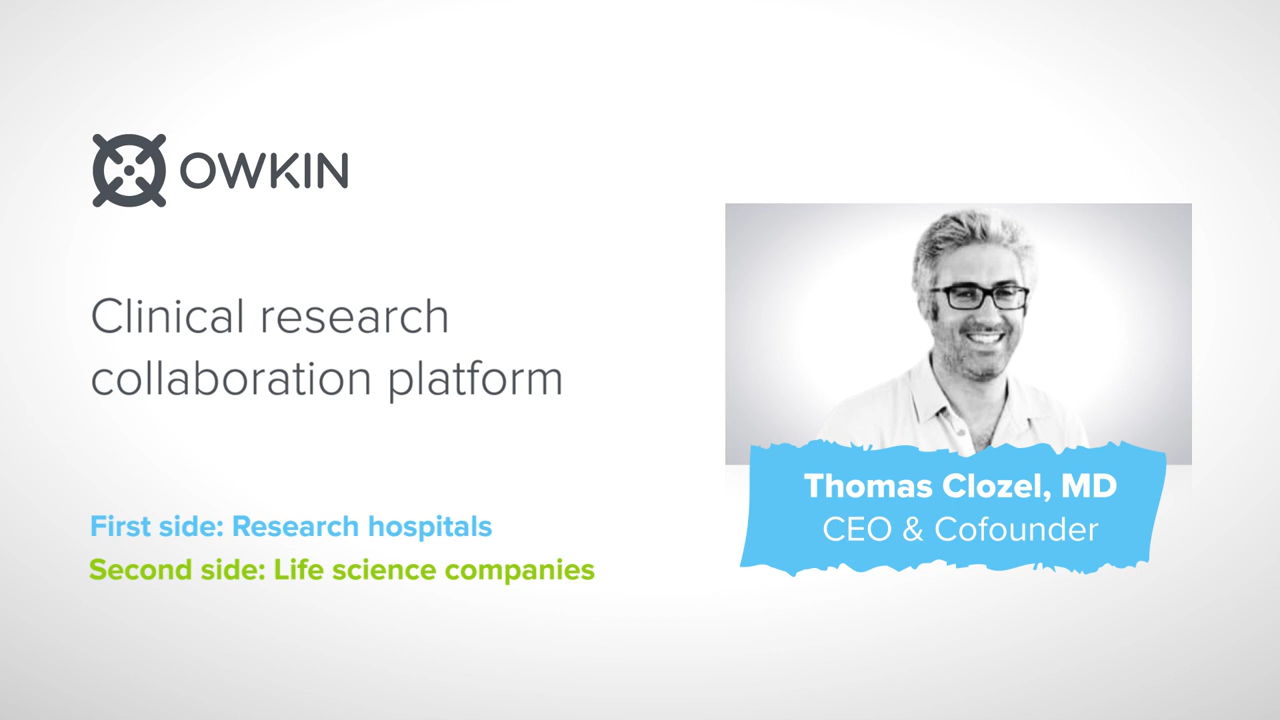 OWKIN
Clinical research
collaboration platform
First side: Research hospitals
Second side: Life science companies
Thomas Clozel, MD
CEO & Cofounder